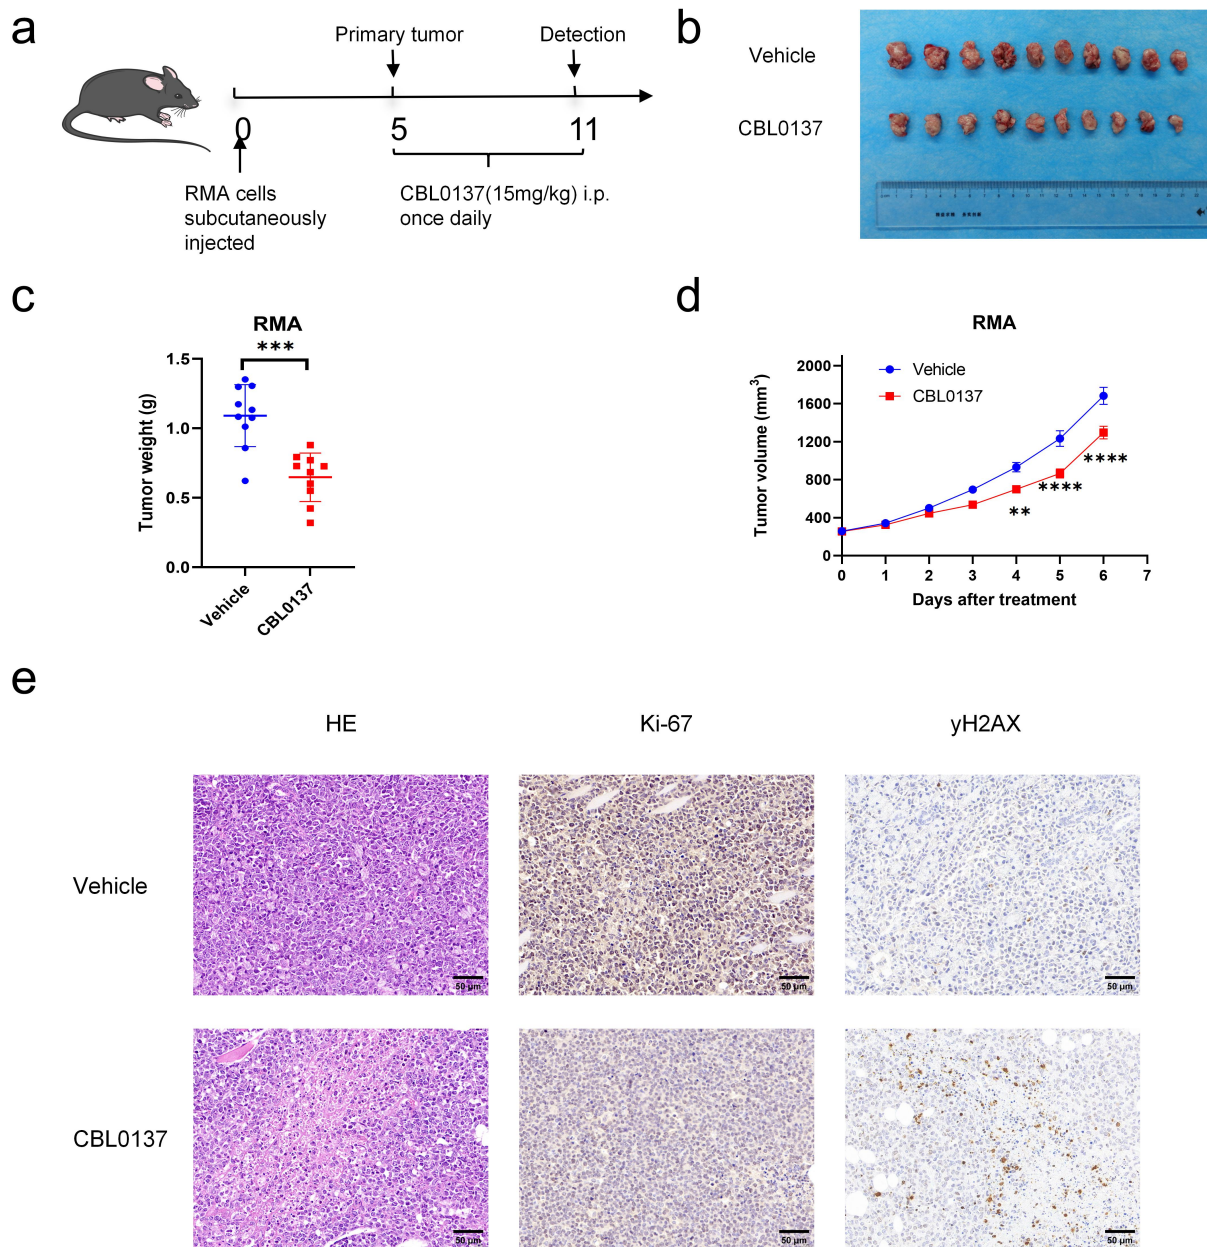 a
Primary tumor
Detection
0
5
11
RMA cells
subcutaneously
injected
CBL0137(15mg/kg) i.p.
once daily
b
Vehicle
CBL0137
c
RMA
***
Tumor weight (g)
1.5
1.0
0.5
0.0
Vehicle
CBL0137
d
RMA
Tumor volume (mm3)
2000
1600
1200
800
400
0
Vehicle
CBL0137
**
****
****
0 1 2 3 4 5 6 7
Days after treatment
e
HE
Ki-67
yH2AX
Vehicle
50 μm
50 μm
50 μm
CBL0137
50 μm
50 μm
50 μm